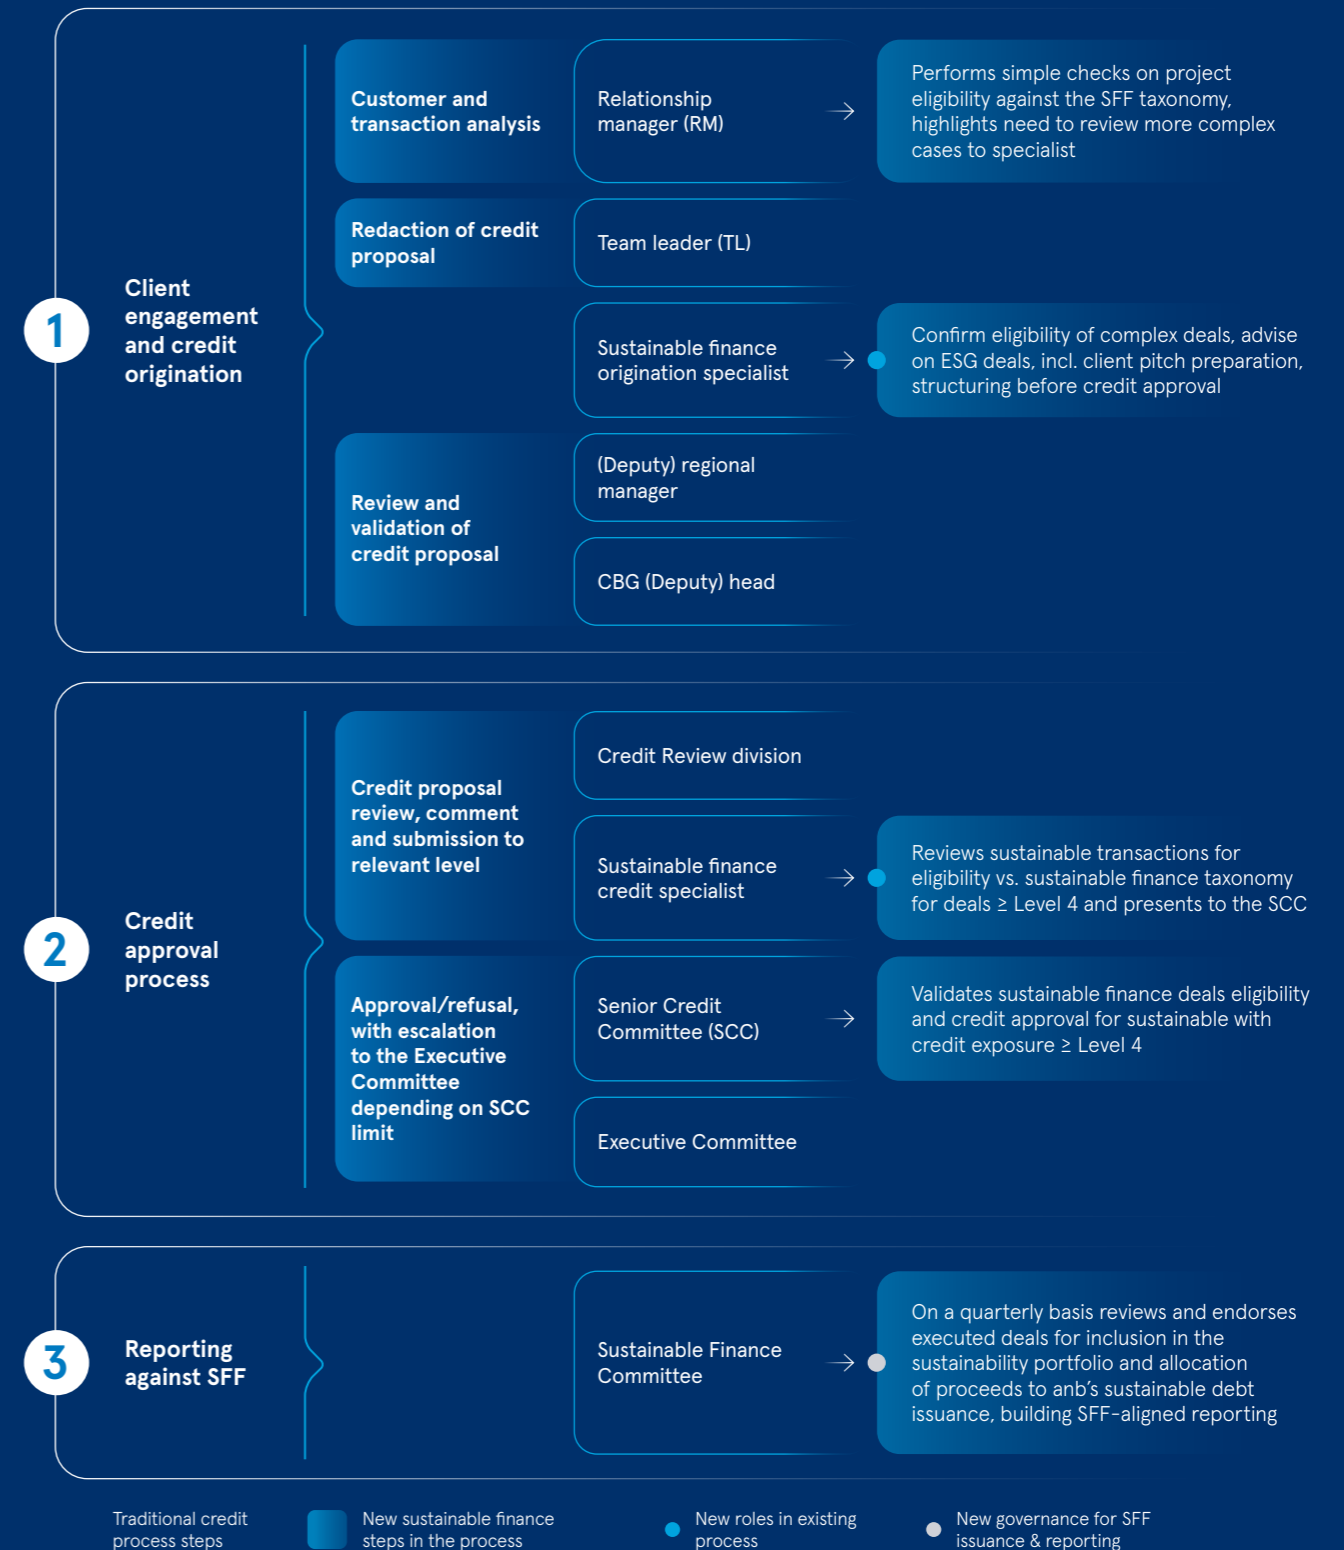 1
Client
engagement
and credit
origination
Customer and
transaction analysis
Relationship
manager (RM)
Performs simple checks on project
eligibility against the SFF taxonomy,
highlights need to review more complex
cases to specialist
Redaction of credit
proposal
Team leader (TL)
Sustainable finance
origination specialist
Confirm eligibility of complex deals, advise
on ESG deals, incl. client pitch preparation,
structuring before credit approval
Review and
validation of
credit proposal
(Deputy) regional
manager
CBG (Deputy) head
2
Credit
approval
process
Credit proposal
review, comment
and submission to
relevant level
Credit Review division
Sustainable finance
credit specialist
Reviews sustainable transactions for
eligibility vs. sustainable finance taxonomy
for deals ≥ Level 4 and presents to the SCC
Approval/refusal,
with escalation
to the Executive
Committee
depending on SCC
limit
Senior Credit
Committee (SCC)
Validates sustainable finance deals eligibility
and credit approval for sustainable with
credit exposure ≥ Level 4
Executive Committee
3
Reporting
against SFF
Sustainable Finance
Committee
On a quarterly basis reviews and endorses
executed deals for inclusion in the
sustainability portfolio and allocation
of proceeds to anb's sustainable debt
issuance, building SFF-aligned reporting
Traditional credit
process steps
New sustainable finance
steps in the process
New roles in existing
process
New governance for SFF
issuance & reporting